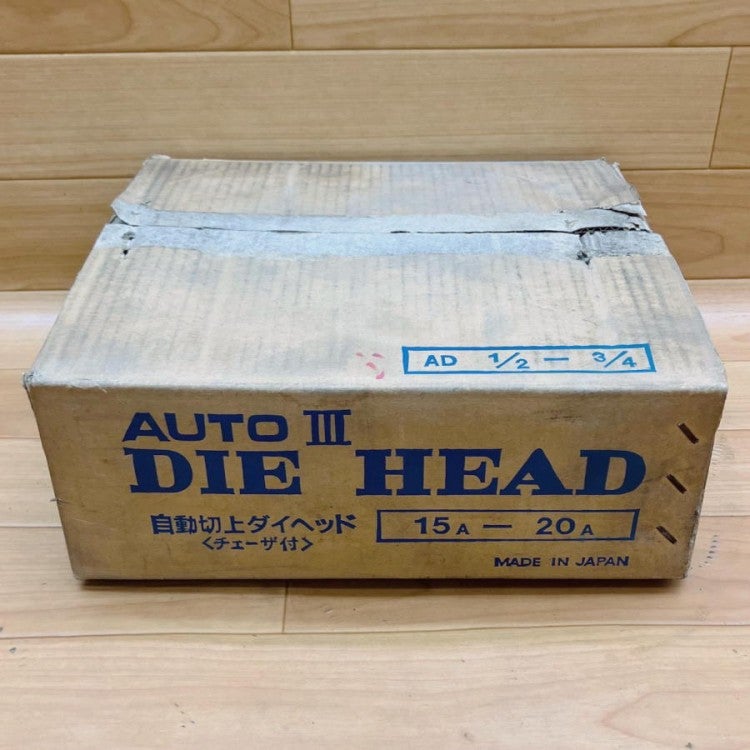 AD 1/2 — 3/4
AUTO III
DIE HEAD
自動切上ダイヘッド 15A — 20A
<チェーザ付>
MADE IN JAPAN